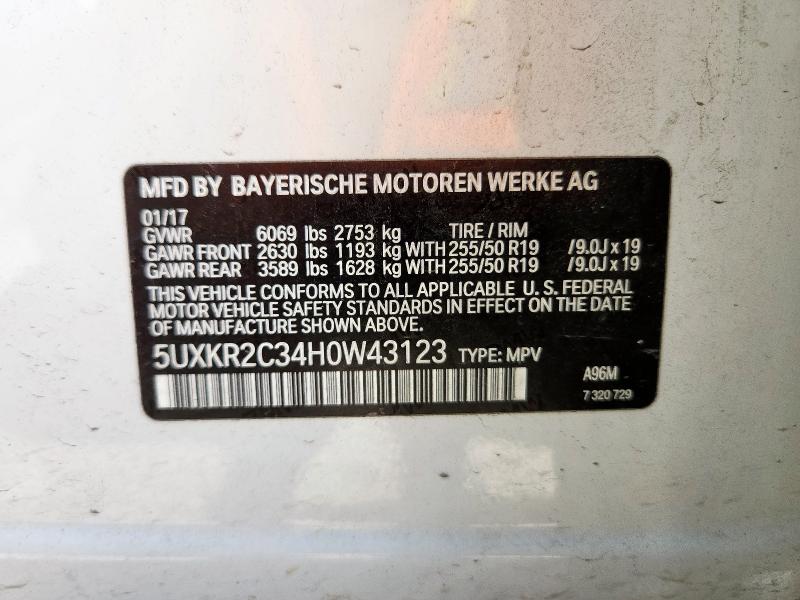 MFD BY BAYERISCHE MOTOREN WERKE AG
01/17
GVWR 6069 lbs 2753 kg TIRE / RIM
GAWR FRONT 2630 lbs 1193 kg WITH 255/50 R19 /9.0J x 19
GAWR REAR 3589 lbs 1628 kg WITH 255/50 R19 /9.0J x 19
THIS VEHICLE CONFORMS TO ALL APPLICABLE U. S. FEDERAL
MOTOR VEHICLE SAFETY STANDARDS IN EFFECT ON THE DATE
OF MANUFACTURE SHOWN ABOVE.
5UXKR2C34H0W43123 TYPE: MPV
A96M
7 320 729